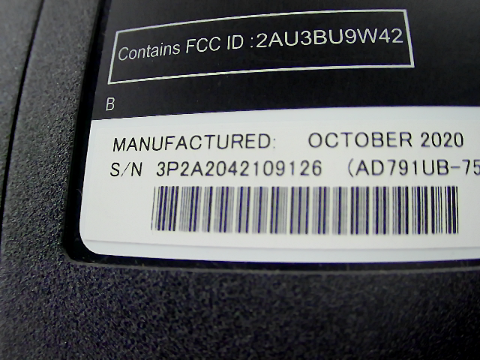 Contains FCC ID :2AU3BU9W42
B
MANUFACTURED: OCTOBER 2020
S/N 3P2A2042109126 (AD791UB-75